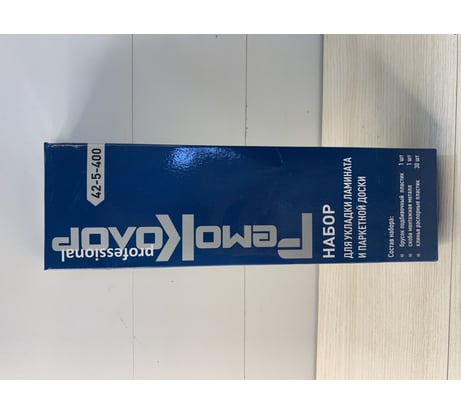 42-5-400
РемоКолор
professional
НАБОР
ДЛЯ УКЛАДКИ ЛАМИНАТА
И ПАРКЕТНОЙ ДОСКИ
Состав набора:
брусок подбивочный пластик 1 шт
скоба монтажная металл 1 шт
клинья распорные пластик 30 шт